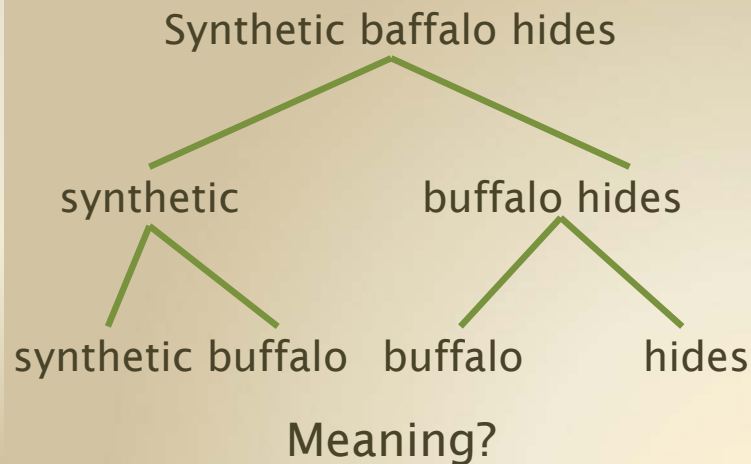 Synthetic baffalo hides
synthetic buffalo hides
synthetic buffalo buffalo hides
Meaning?